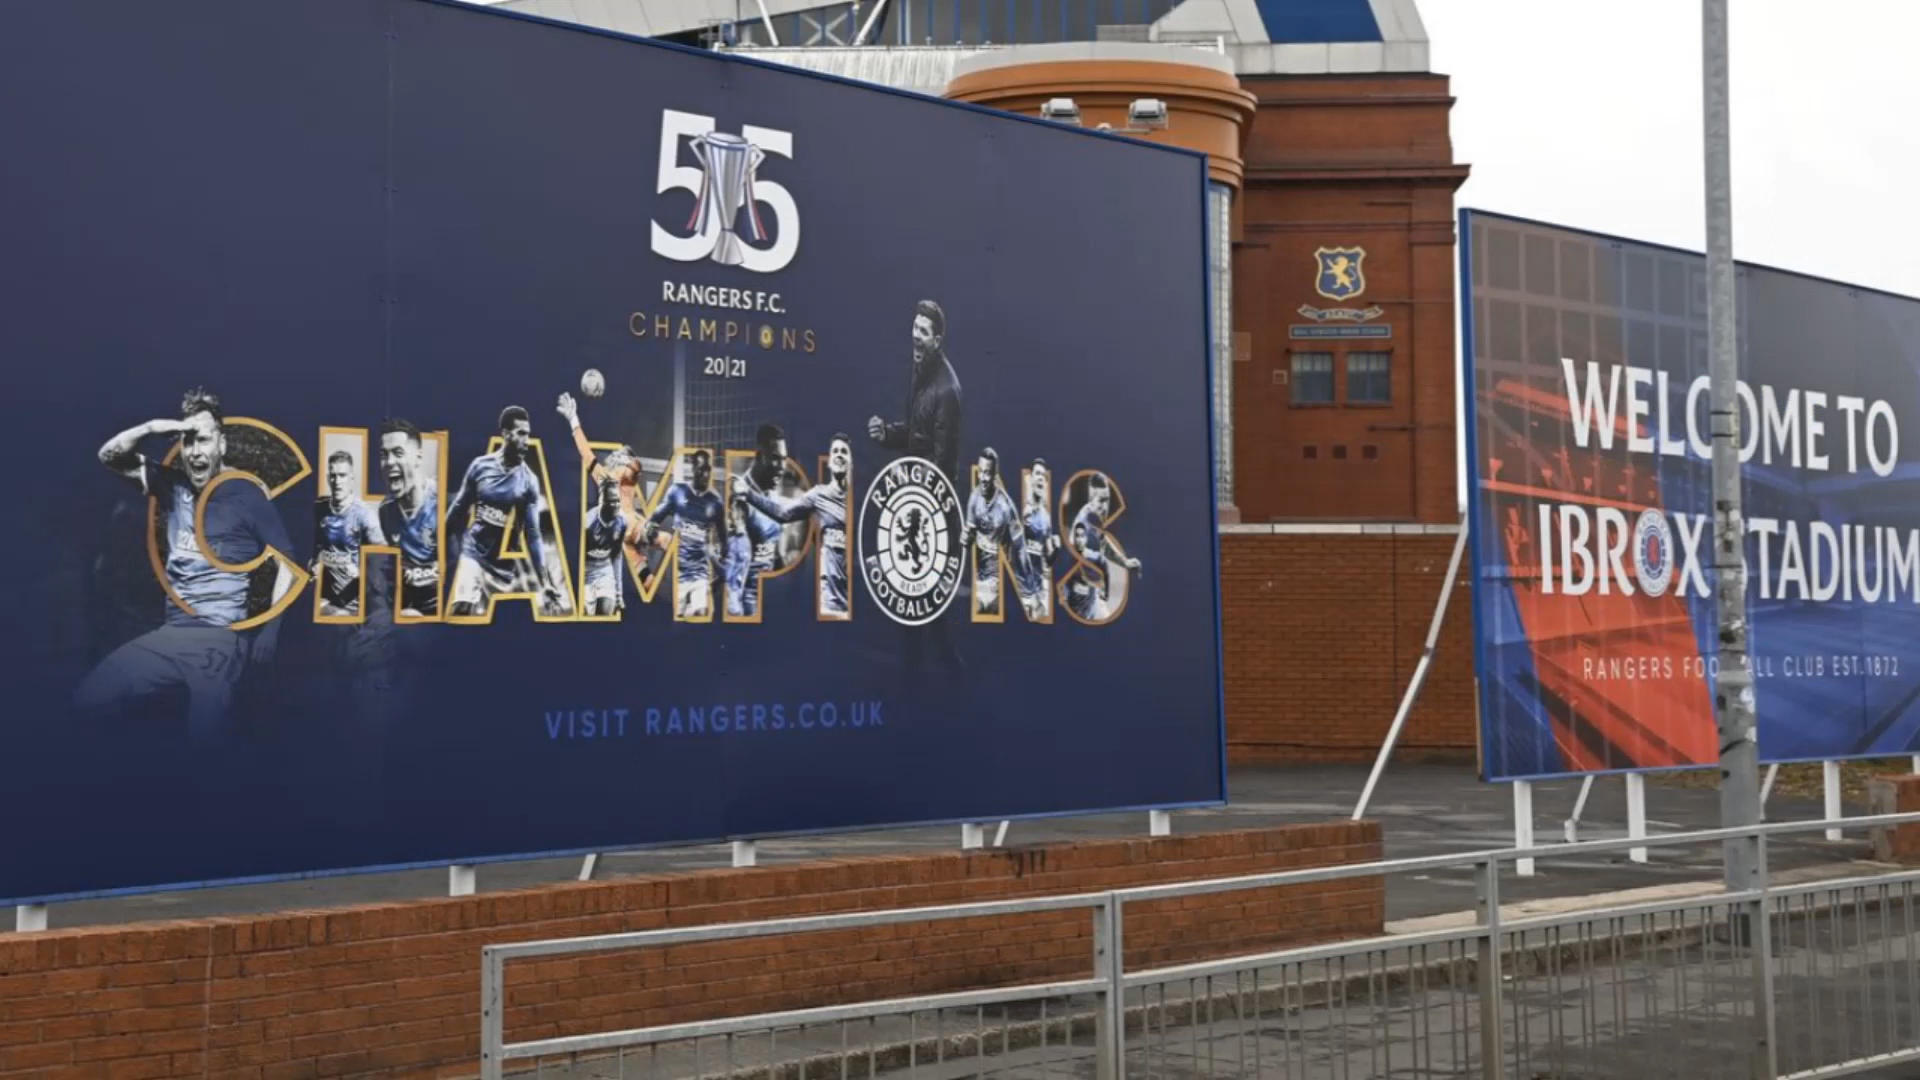 55
RANGERS F.C.
CHAMPIONS
20|21
CHAMPIONS
RANGERS
READY
FOOTBALL CLUB
37
VISIT RANGERS.CO.UK
WELCOME TO
IBROX STADIUM
RANGERS FOOTBALL CLUB EST.1872